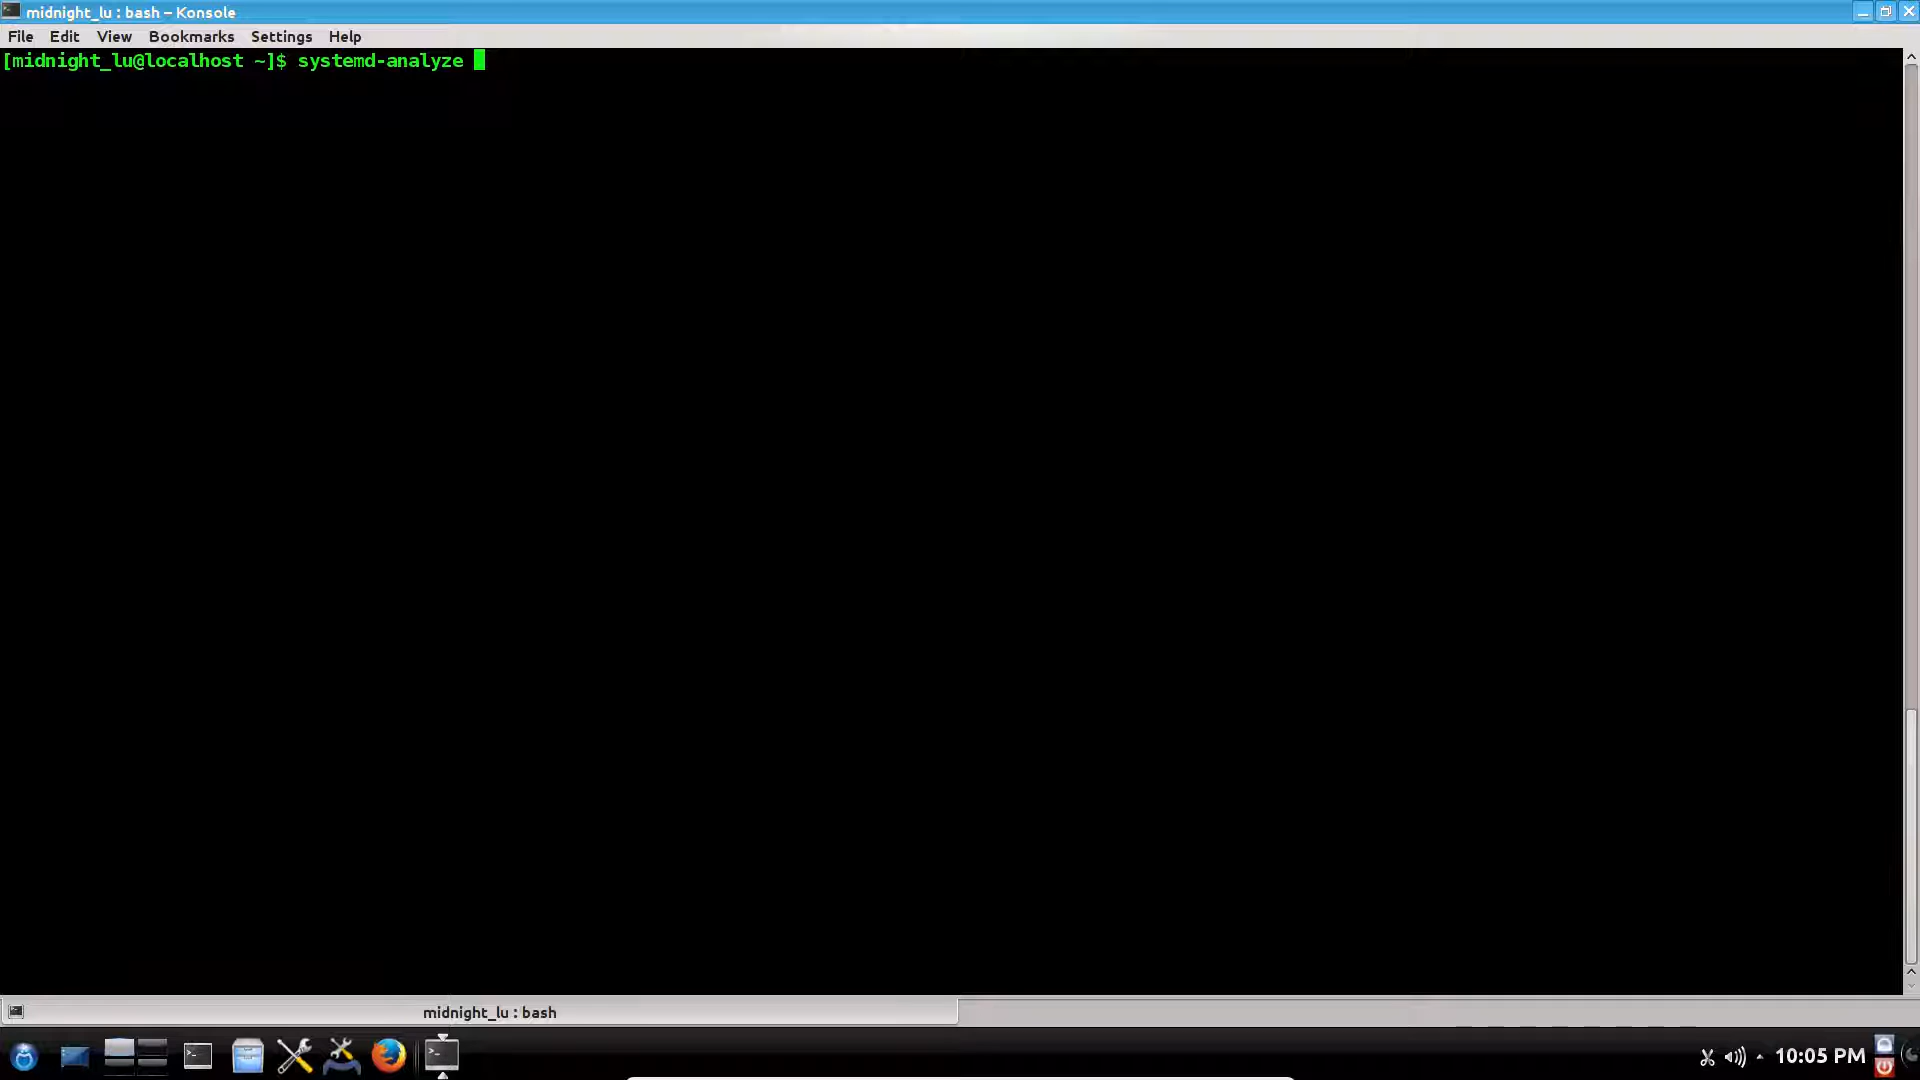 midnight_lu : bash – Konsole
File Edit View Bookmarks Settings Help
[midnight_lu@localhost ~]$ systemd-analyze
midnight_lu : bash
10:05 PM